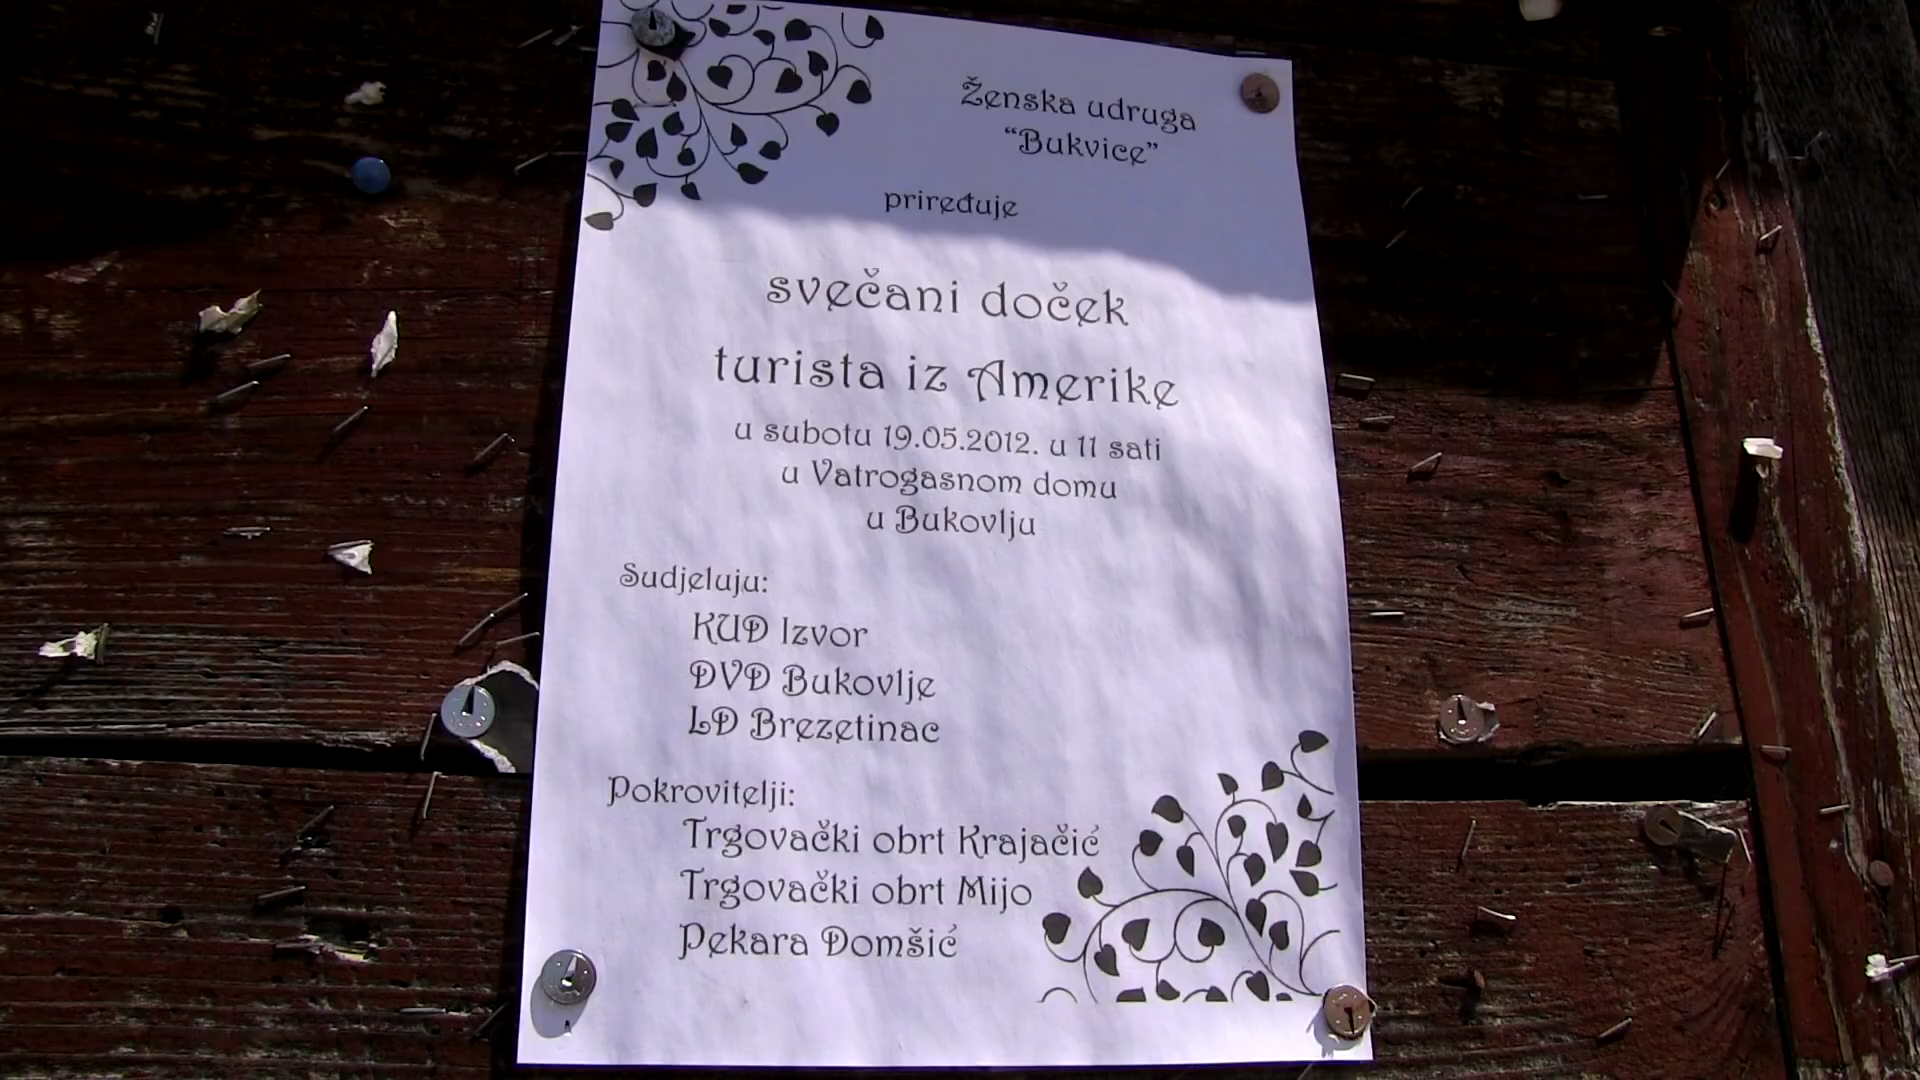 Ženska udruga
“Bukvice”
priređuje
svečani doček
turista iz Amerike
u subotu 19.05.2012. u 11 sati
u Vatrogasnom domu
u Bukovlju
Sudjeluju:
KUD Izvor
DVD Bukovlje
LD Brezetinac
Pokrovitelji:
Trgovački obrt Krajačić
Trgovački obrt Mijo
Pekara Domšić